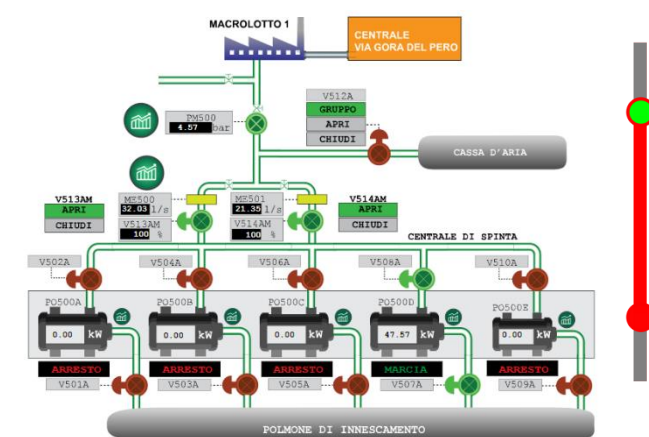 MACROLOTTO 1
CENTRALE
VIA GORA DEL PERO
V512A
GRUPPO
APRI
CHIUDI
PM500
4.57 bar
CASSA D'ARIA
V513AM
APRI
CHIUDI
ME500
32.03 l/s
V513AM
100 %
ME501
21.35 l/s
V514AM
100 %
V514AM
APRI
CHIUDI
CENTRALE DI SPINTA
V502A
V504A
V506A
V508A
V510A
PO500A
PO500B
PO500C
PO500D
PO500E
0.00 kW
0.00 kW
0.00 kW
47.57 kW
0.00 kW
ARRESTO
ARRESTO
ARRESTO
MARCIA
ARRESTO
V501A
V503A
V505A
V507A
V509A
POLMONE DI INNESCAMENTO